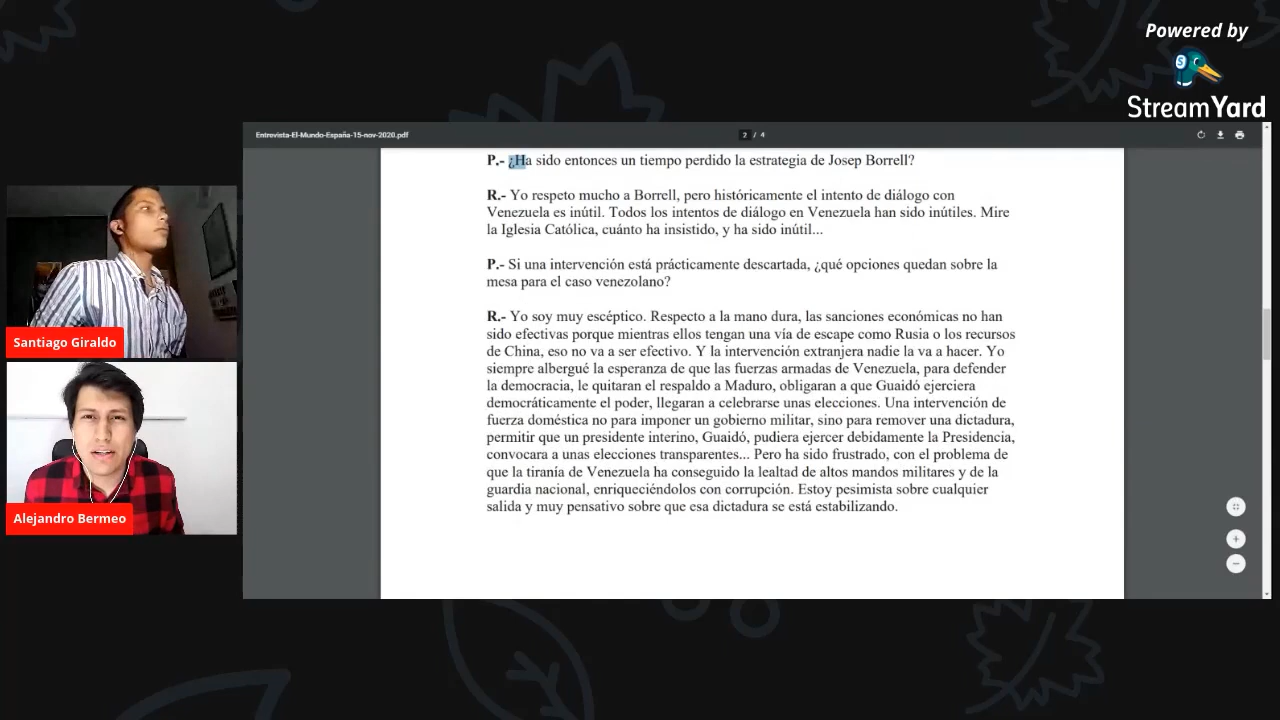 Powered by
StreamYard
Entrevista-El-Mundo-España-15-nov-2020.pdf
2 / 4
P.- ¿Ha sido entonces un tiempo perdido la estrategia de Josep Borrell?
R.- Yo respeto mucho a Borrell, pero históricamente el intento de diálogo con
Venezuela es inútil. Todos los intentos de diálogo en Venezuela han sido inútiles. Mire
la Iglesia Católica, cuánto ha insistido, y ha sido inútil...
P.- Si una intervención está prácticamente descartada, ¿qué opciones quedan sobre la
mesa para el caso venezolano?
R.- Yo soy muy escéptico. Respecto a la mano dura, las sanciones económicas no han
sido efectivas porque mientras ellos tengan una vía de escape como Rusia o los recursos
de China, eso no va a ser efectivo. Y la intervención extranjera nadie la va a hacer. Yo
siempre albergué la esperanza de que las fuerzas armadas de Venezuela, para defender
la democracia, le quitaran el respaldo a Maduro, obligaran a que Guaidó ejerciera
democráticamente el poder, llegaran a celebrarse unas elecciones. Una intervención de
fuerza doméstica no para imponer un gobierno militar, sino para remover una dictadura,
permitir que un presidente interino, Guaidó, pudiera ejercer debidamente la Presidencia,
convocara a unas elecciones transparentes... Pero ha sido frustrado, con el problema de
que la tiranía de Venezuela ha conseguido la lealtad de altos mandos militares y de la
guardia nacional, enriqueciéndolos con corrupción. Estoy pesimista sobre cualquier
salida y muy pensativo sobre que esa dictadura se está estabilizando.
Santiago Giraldo
Alejandro Bermeo